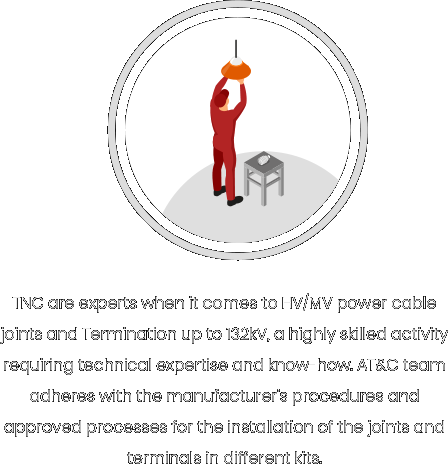 TNC are experts when it comes to HV/MV power cable
joints and Termination up to 132kV, a highly skilled activity
requiring technical expertise and know-how. AT&C team
adheres with the manufacturer's procedures and
approved processes for the installation of the joints and
terminals in different kits.